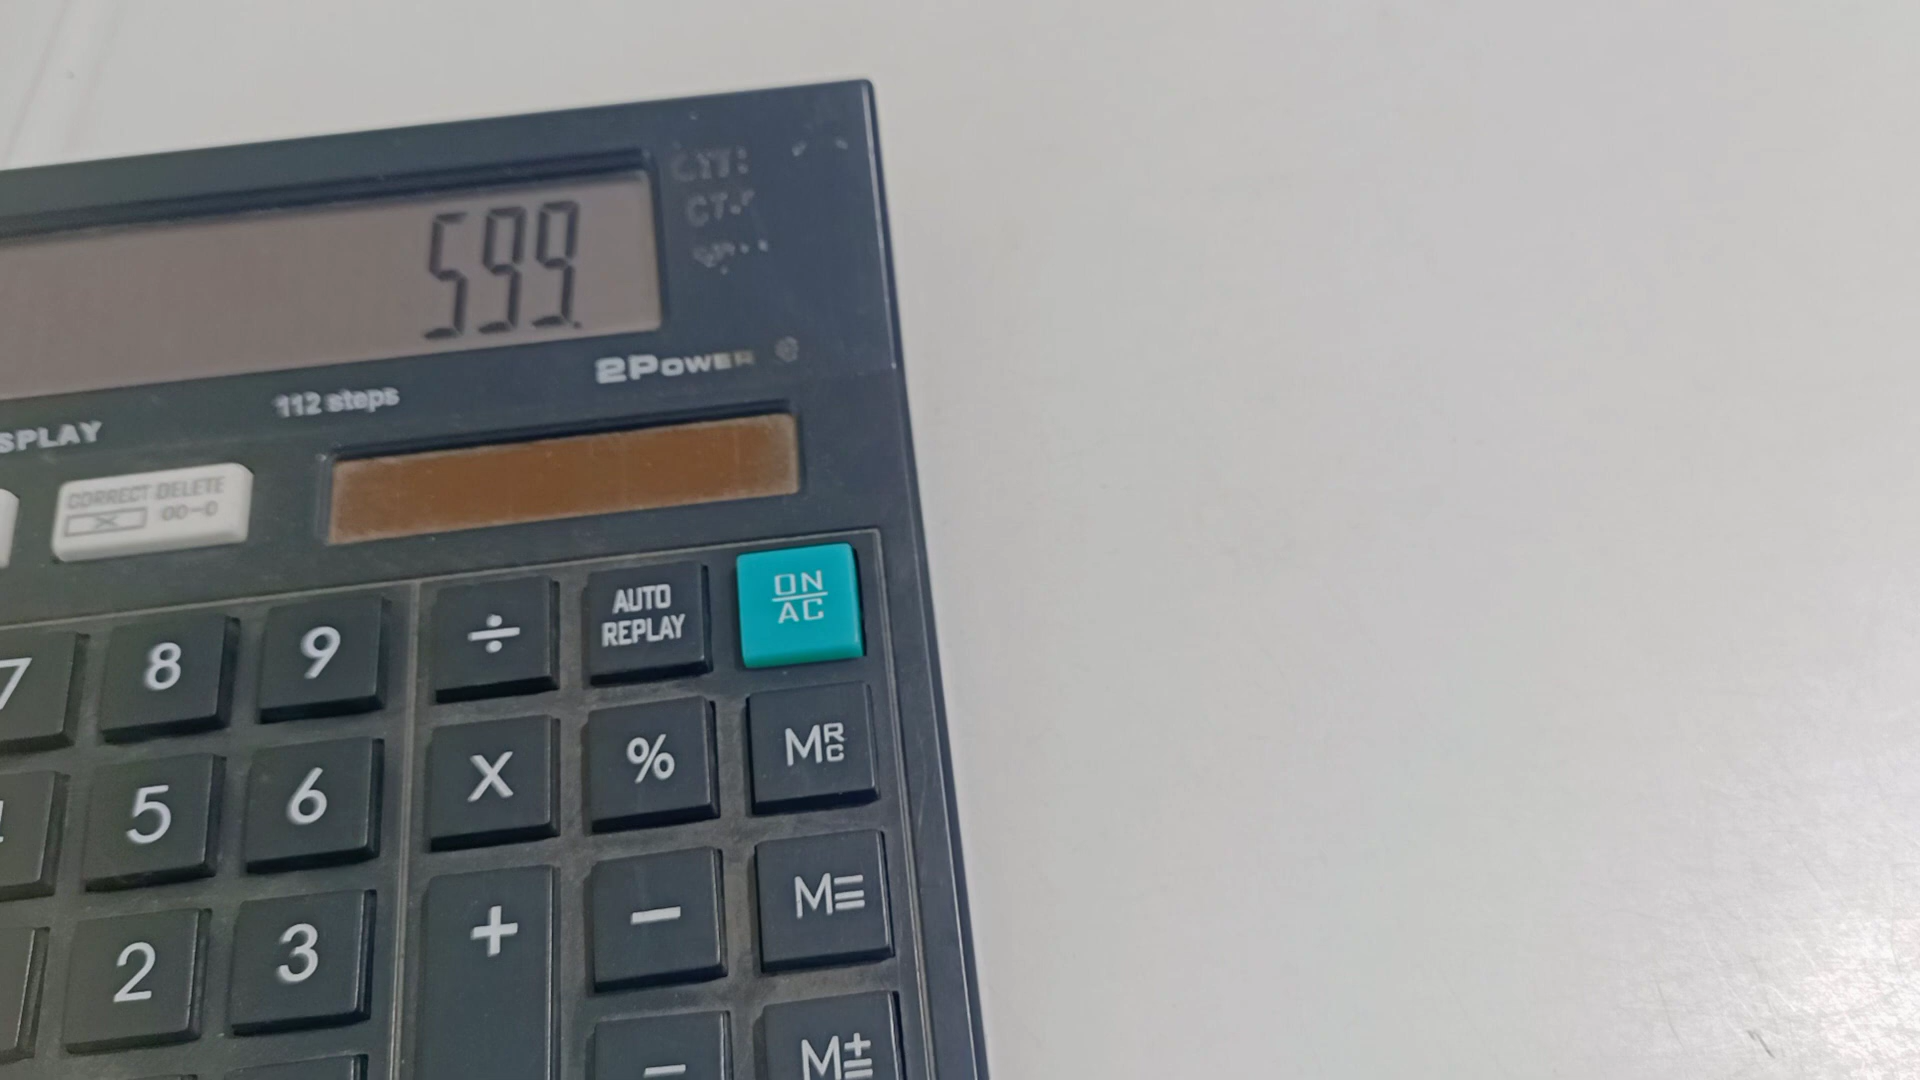 599.
2POWER
112 steps
SPLAY
CORRECT DELETE
00→0
ON
AC
AUTO
REPLAY
7 8 9 ÷
5 6 X % MRC
2 3 + − M=
M±